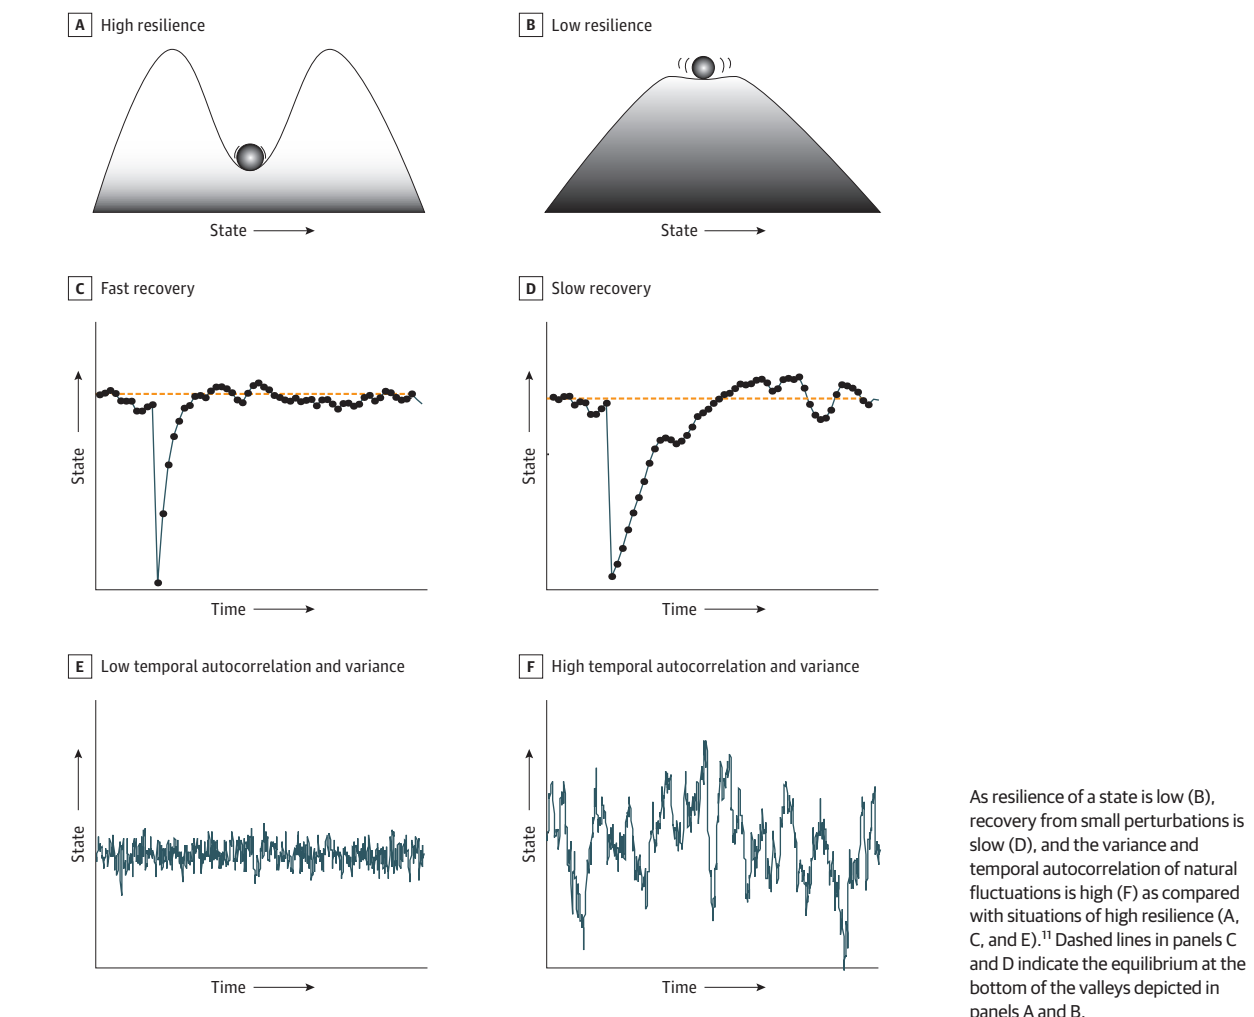 A High resilience
B Low resilience
State
State
C Fast recovery
D Slow recovery
State
Time
State
Time
E Low temporal autocorrelation and variance
F High temporal autocorrelation and variance
State
Time
State
Time
As resilience of a state is low (B),
recovery from small perturbations is
slow (D), and the variance and
temporal autocorrelation of natural
fluctuations is high (F) as compared
with situations of high resilience (A,
C, and E).11 Dashed lines in panels C
and D indicate the equilibrium at the
bottom of the valleys depicted in
panels A and B.